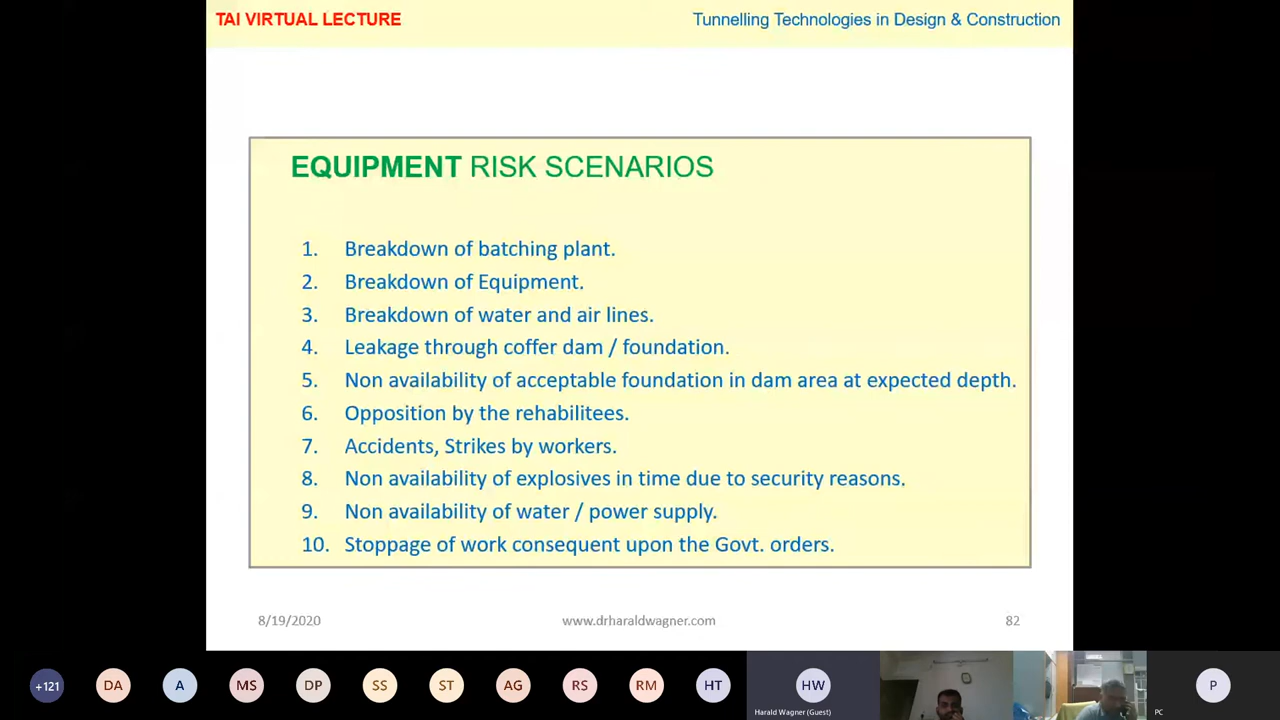 TAI VIRTUAL LECTURE
Tunnelling Technologies in Design & Construction
EQUIPMENT RISK SCENARIOS
1. Breakdown of batching plant.
2. Breakdown of Equipment.
3. Breakdown of water and air lines.
4. Leakage through coffer dam / foundation.
5. Non availability of acceptable foundation in dam area at expected depth.
6. Opposition by the rehabilitees.
7. Accidents, Strikes by workers.
8. Non availability of explosives in time due to security reasons.
9. Non availability of water / power supply.
10. Stoppage of work consequent upon the Govt. orders.
8/19/2020
www.drharaldwagner.com
82
+121
DA
A
MS
DP
SS
ST
AG
RS
RM
HT
HW
P
Harald Wagner (Guest)
PC